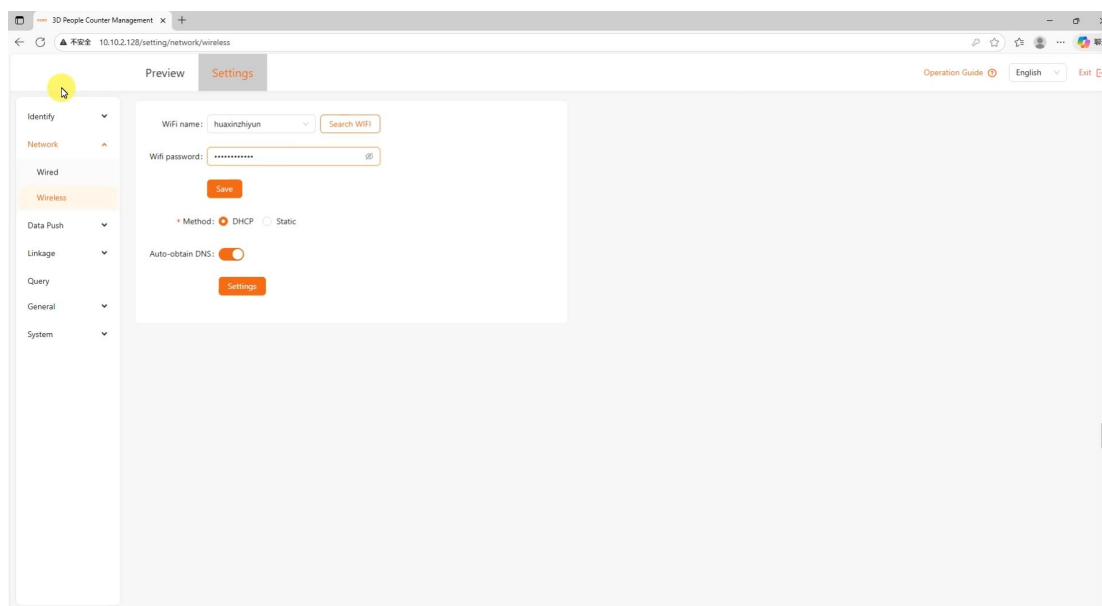 3D People Counter Management
不安全 10.10.2.128/setting/network/wireless
Preview Settings Operation Guide English Exit
Identify
Network
Wired
Wireless
Data Push
Linkage
Query
General
System
WiFi name: huaxinzhiyun Search WIFI
Wifi password: ••••••••••••
Save
* Method: DHCP Static
Auto-obtain DNS:
Settings